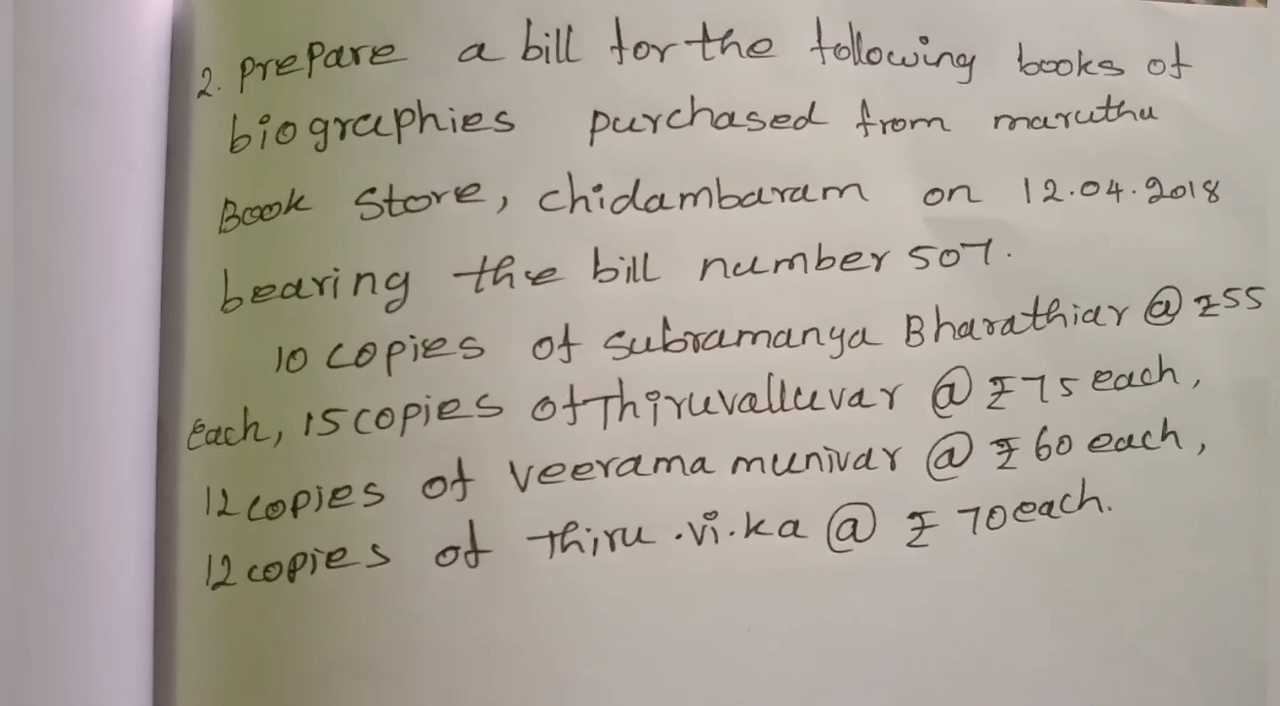 2. prepare a bill for the following books of
biographies purchased from maruthu
Book store, chidambaram on 12.04.2018
bearing the bill number 507.
10 copies of subramanya Bharathiar @ ₹55
each, 15 copies of Thiruvalluvar @ ₹75 each,
12 copies of veerama munivar @ ₹60 each,
12 copies of Thiru.vi.ka @ ₹70 each.